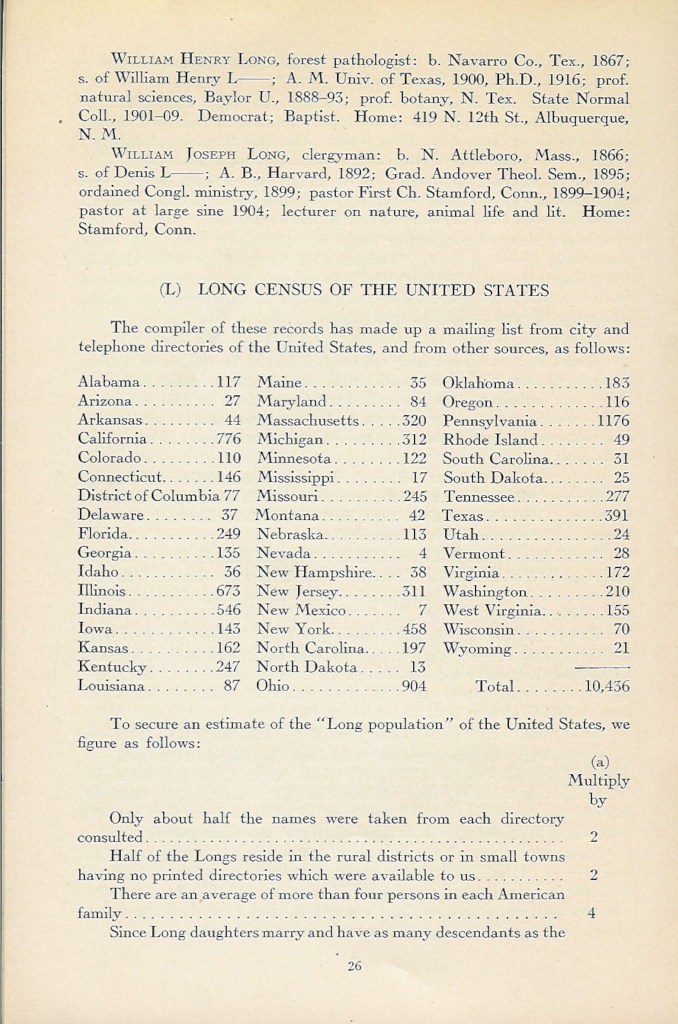 WILLIAM HENRY LONG, forest pathologist: b. Navarro Co., Tex., 1867;
s. of William Henry L——; A. M. Univ. of Texas, 1900, Ph.D., 1916; prof.
natural sciences, Baylor U., 1888–93; prof. botany, N. Tex. State Normal
Coll., 1901–09. Democrat; Baptist. Home: 419 N. 12th St., Albuquerque,
N. M.
WILLIAM JOSEPH LONG, clergyman: b. N. Attleboro, Mass., 1866;
s. of Denis L——; A. B., Harvard, 1892; Grad. Andover Theol. Sem., 1895;
ordained Congl. ministry, 1899; pastor First Ch. Stamford, Conn., 1899–1904;
pastor at large sine 1904; lecturer on nature, animal life and lit. Home:
Stamford, Conn.
(L) LONG CENSUS OF THE UNITED STATES
The compiler of these records has made up a mailing list from city and
telephone directories of the United States, and from other sources, as follows:
Alabama.........117 Maine........... 35 Oklahoma...........183
Arizona......... 27 Maryland........ 84 Oregon.............116
Arkansas........ 44 Massachusetts.....320 Pennsylvania.......1176
California........776 Michigan.........312 Rhode Island....... 49
Colorado.........110 Minnesota........122 South Carolina...... 31
Connecticut......146 Mississippi....... 17 South Dakota....... 25
District of Columbia 77 Missouri.........245 Tennessee..........277
Delaware........ 37 Montana......... 42 Texas..............391
Florida..........249 Nebraska.........113 Utah.............. 24
Georgia..........135 Nevada.......... 4 Vermont........... 28
Idaho........... 36 New Hampshire.... 38 Virginia...........172
Illinois..........673 New Jersey.......311 Washington.........210
Indiana..........546 New Mexico....... 7 West Virginia.......155
Iowa............143 New York.........458 Wisconsin.......... 70
Kansas..........162 North Carolina....197 Wyoming........... 21
Kentucky........247 North Dakota..... 13
Louisiana........ 87 Ohio.............904 Total........10,436
To secure an estimate of the "Long population" of the United States, we
figure as follows:
(a)
Multiply
by
Only about half the names were taken from each directory
consulted............................................ 2
Half of the Longs reside in the rural districts or in small towns
having no printed directories which were available to us........... 2
There are an average of more than four persons in each American
family............................................... 4
Since Long daughters marry and have as many descendants as the
26